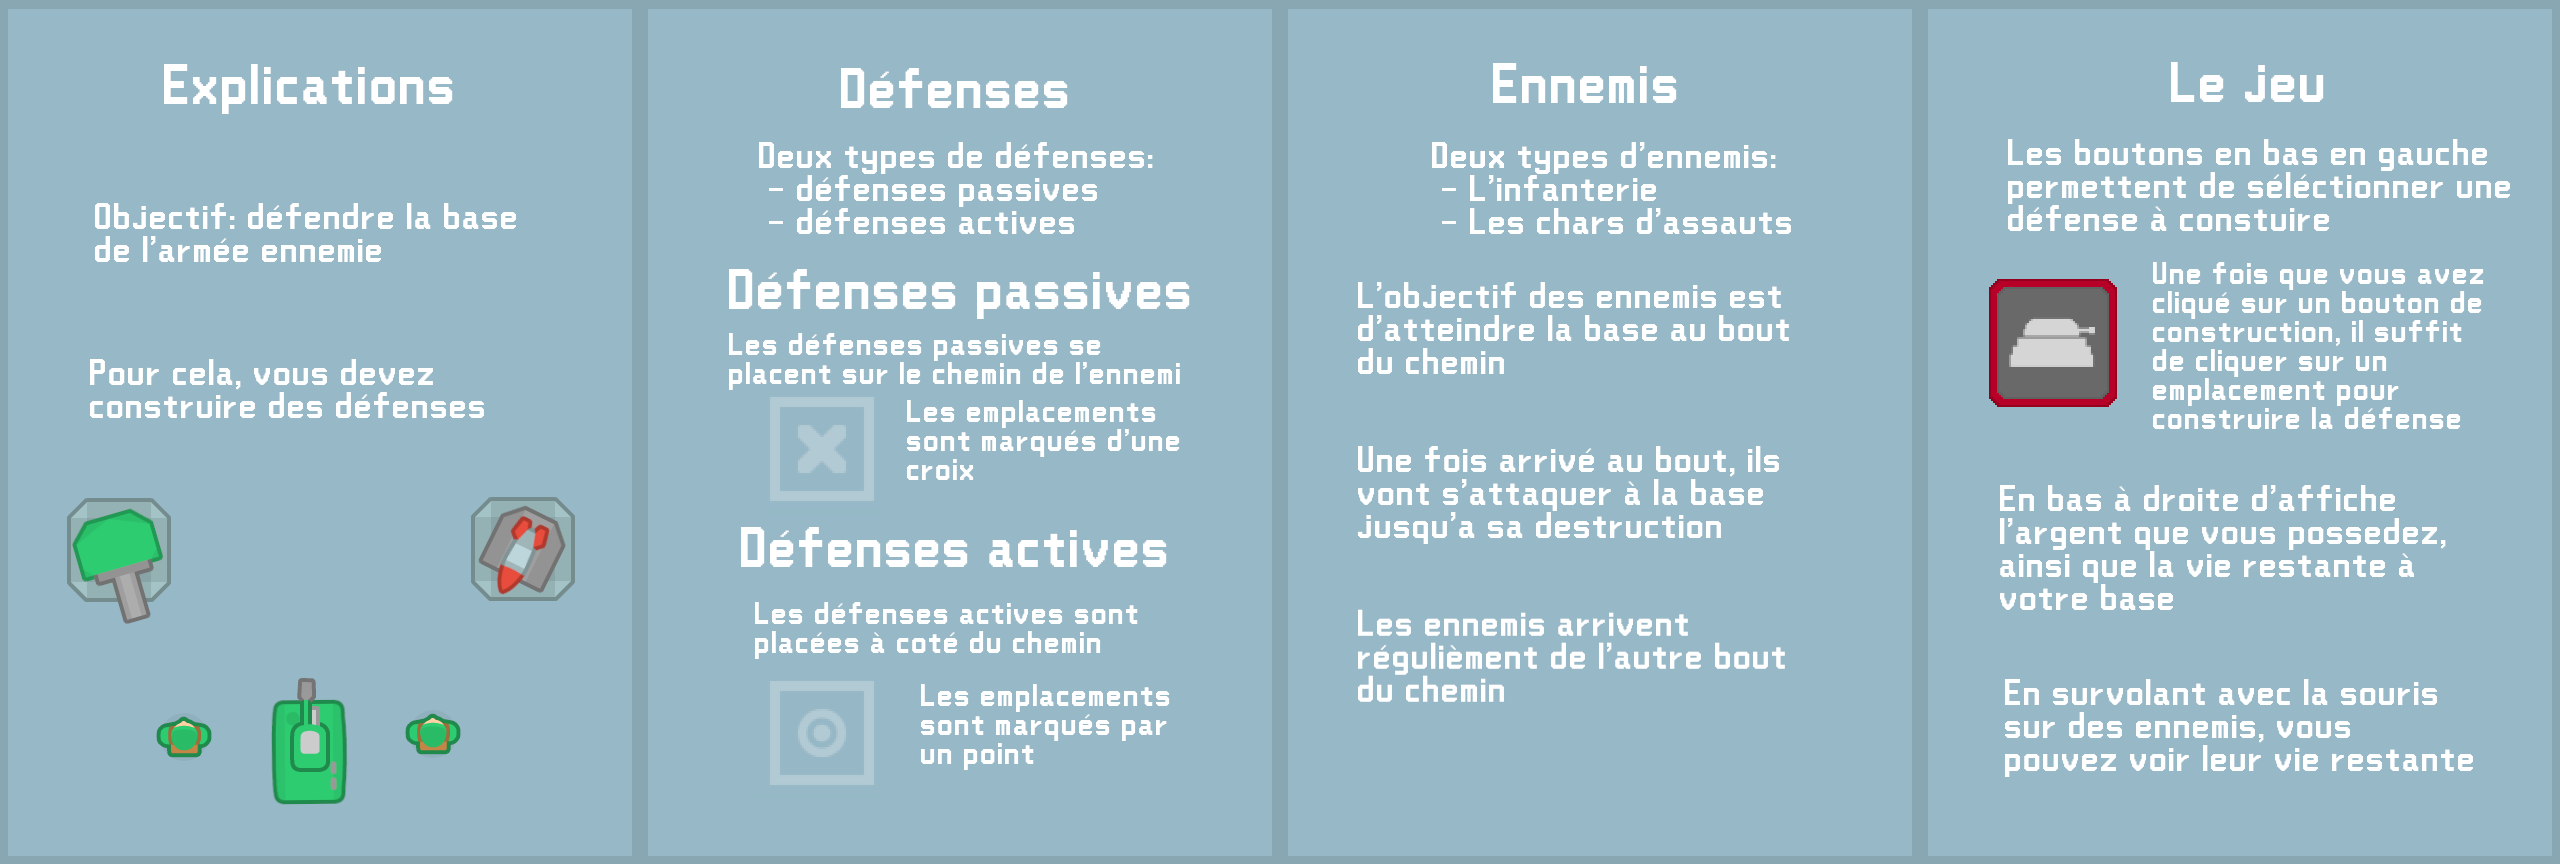 Explications
Objectif: défendre la base
de l'armée ennemie
Pour cela, vous devez
construire des défenses
Défenses
Deux types de défenses:
- défenses passives
- défenses actives
Défenses passives
Les défenses passives se
placent sur le chemin de l'ennemi
Les emplacements
sont marqués d'une
croix
Défenses actives
Les défenses actives sont
placées à coté du chemin
Les emplacements
sont marqués par
un point
Ennemis
Deux types d'ennemis:
- L'infanterie
- Les chars d'assauts
L'objectif des ennemis est
d'atteindre la base au bout
du chemin
Une fois arrivé au bout, ils
vont s'attaquer à la base
jusqu'a sa destruction
Les ennemis arrivent
régulièment de l'autre bout
du chemin
Le jeu
Les boutons en bas en gauche
permettent de séléctionner une
défense à constuire
Une fois que vous avez
cliqué sur un bouton de
construction, il suffit
de cliquer sur un
emplacement pour
construire la défense
En bas à droite d'affiche
l'argent que vous possedez,
ainsi que la vie restante à
votre base
En survolant avec la souris
sur des ennemis, vous
pouvez voir leur vie restante